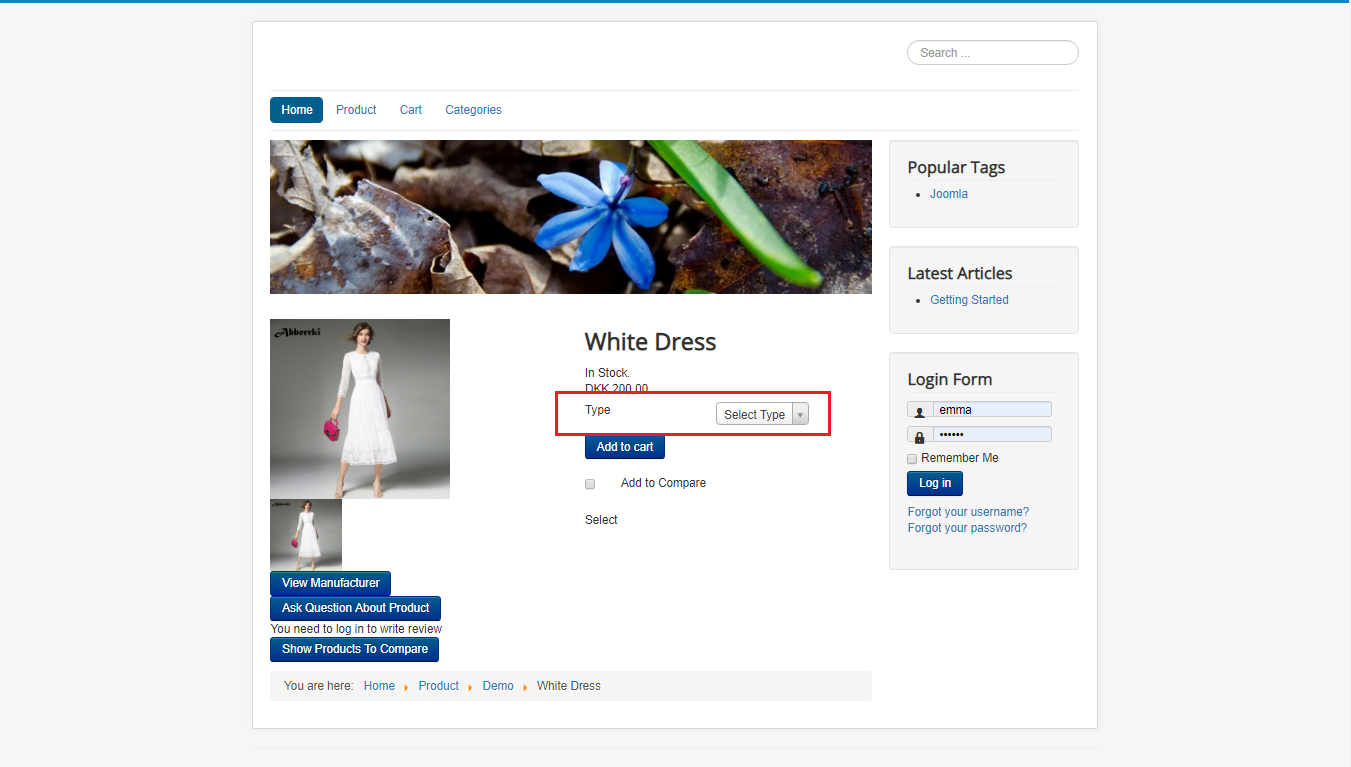 Search ...
Home Product Cart Categories
Popular Tags
Joomla
Latest Articles
Getting Started
Abberrki
White Dress
In Stock.
DKK 200,00
Type Select Type
Add to cart
Add to Compare
Select
Abberrki
View Manufacturer
Ask Question About Product
You need to log in to write review
Show Products To Compare
Login Form
emma
••••••
Remember Me
Log in
Forgot your username?
Forgot your password?
You are here: Home Product Demo White Dress